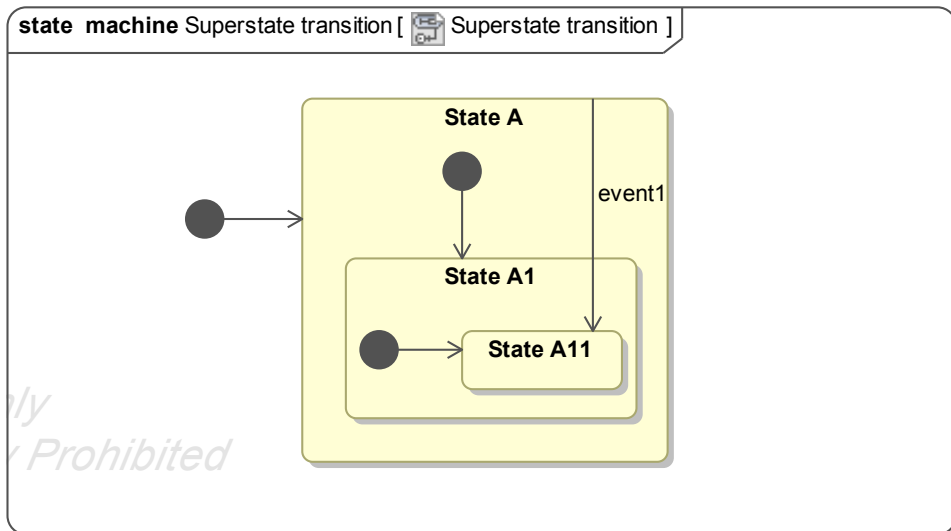 state machine Superstate transition [ Superstate transition ]
State A
event1
State A1
State A11
Prohibited